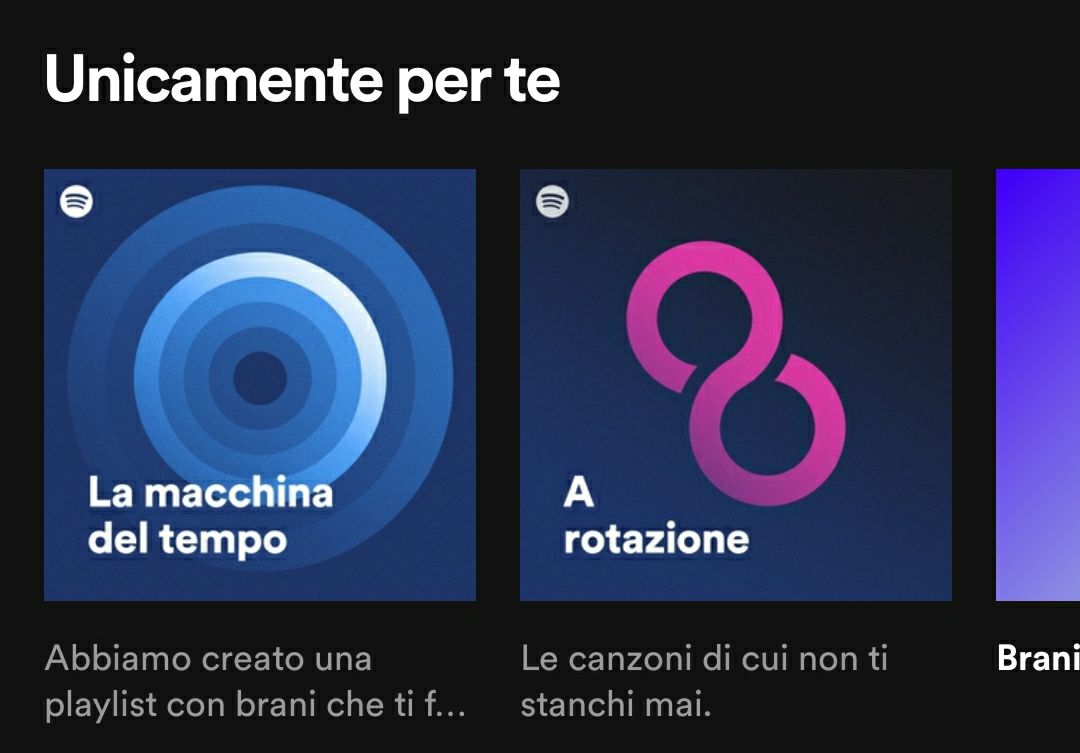 Unicamente per te
La macchina
del tempo
A
rotazione
Abbiamo creato una
playlist con brani che ti f...
Le canzoni di cui non ti
stanchi mai.
Brani